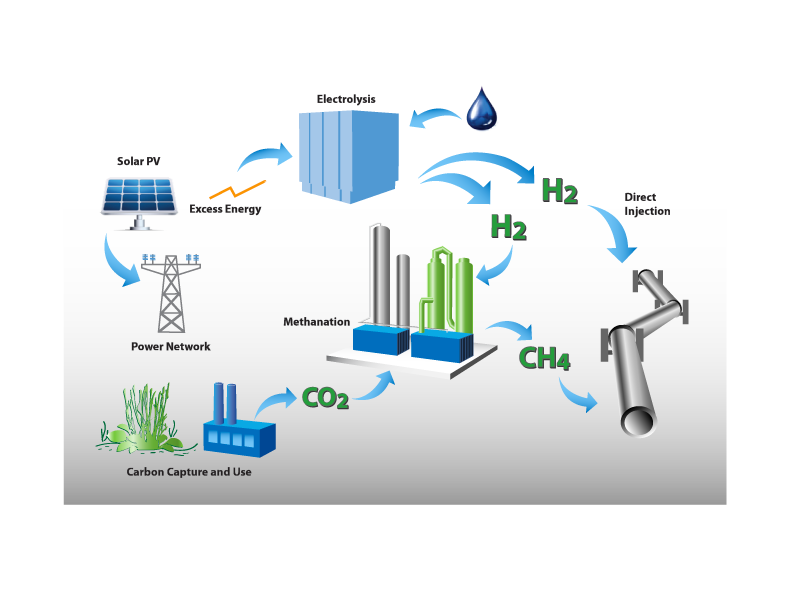 Electrolysis
Solar PV
Excess Energy
H2
H2
Direct
Injection
Methanation
Power Network
CH4
CO2
Carbon Capture and Use